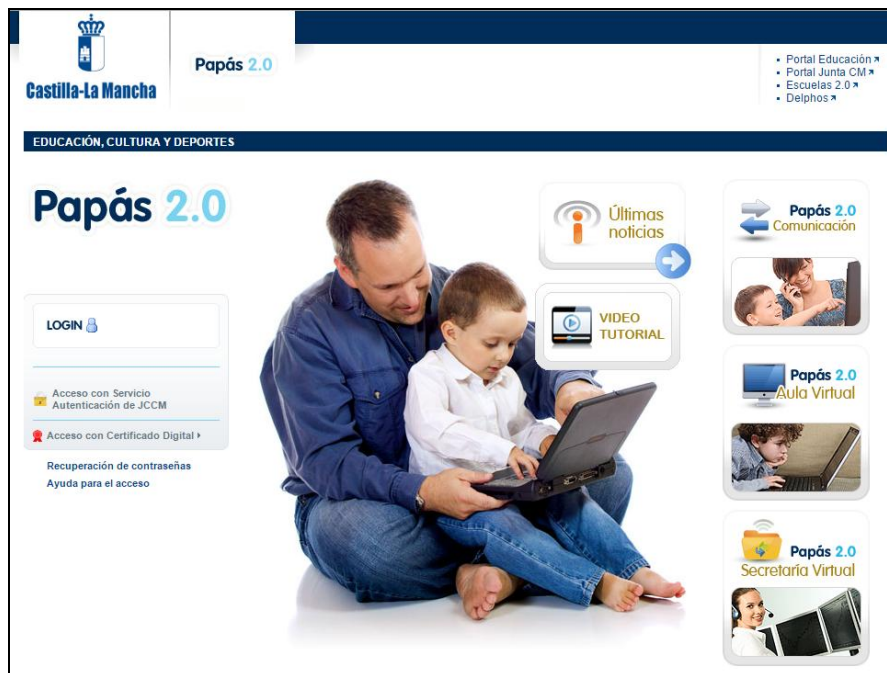 Castilla-La Mancha
Papás 2.0
Portal Educación
Portal Junta CM
Escuelas 2.0
Delphos
EDUCACIÓN, CULTURA Y DEPORTES
Papás 2.0
LOGIN
Acceso con Servicio
Autenticación de JCCM
Acceso con Certificado Digital
Recuperación de contraseñas
Ayuda para el acceso
Últimas
noticias
VIDEO
TUTORIAL
Papás 2.0
Comunicación
Papás 2.0
Aula Virtual
Papás 2.0
Secretaría Virtual